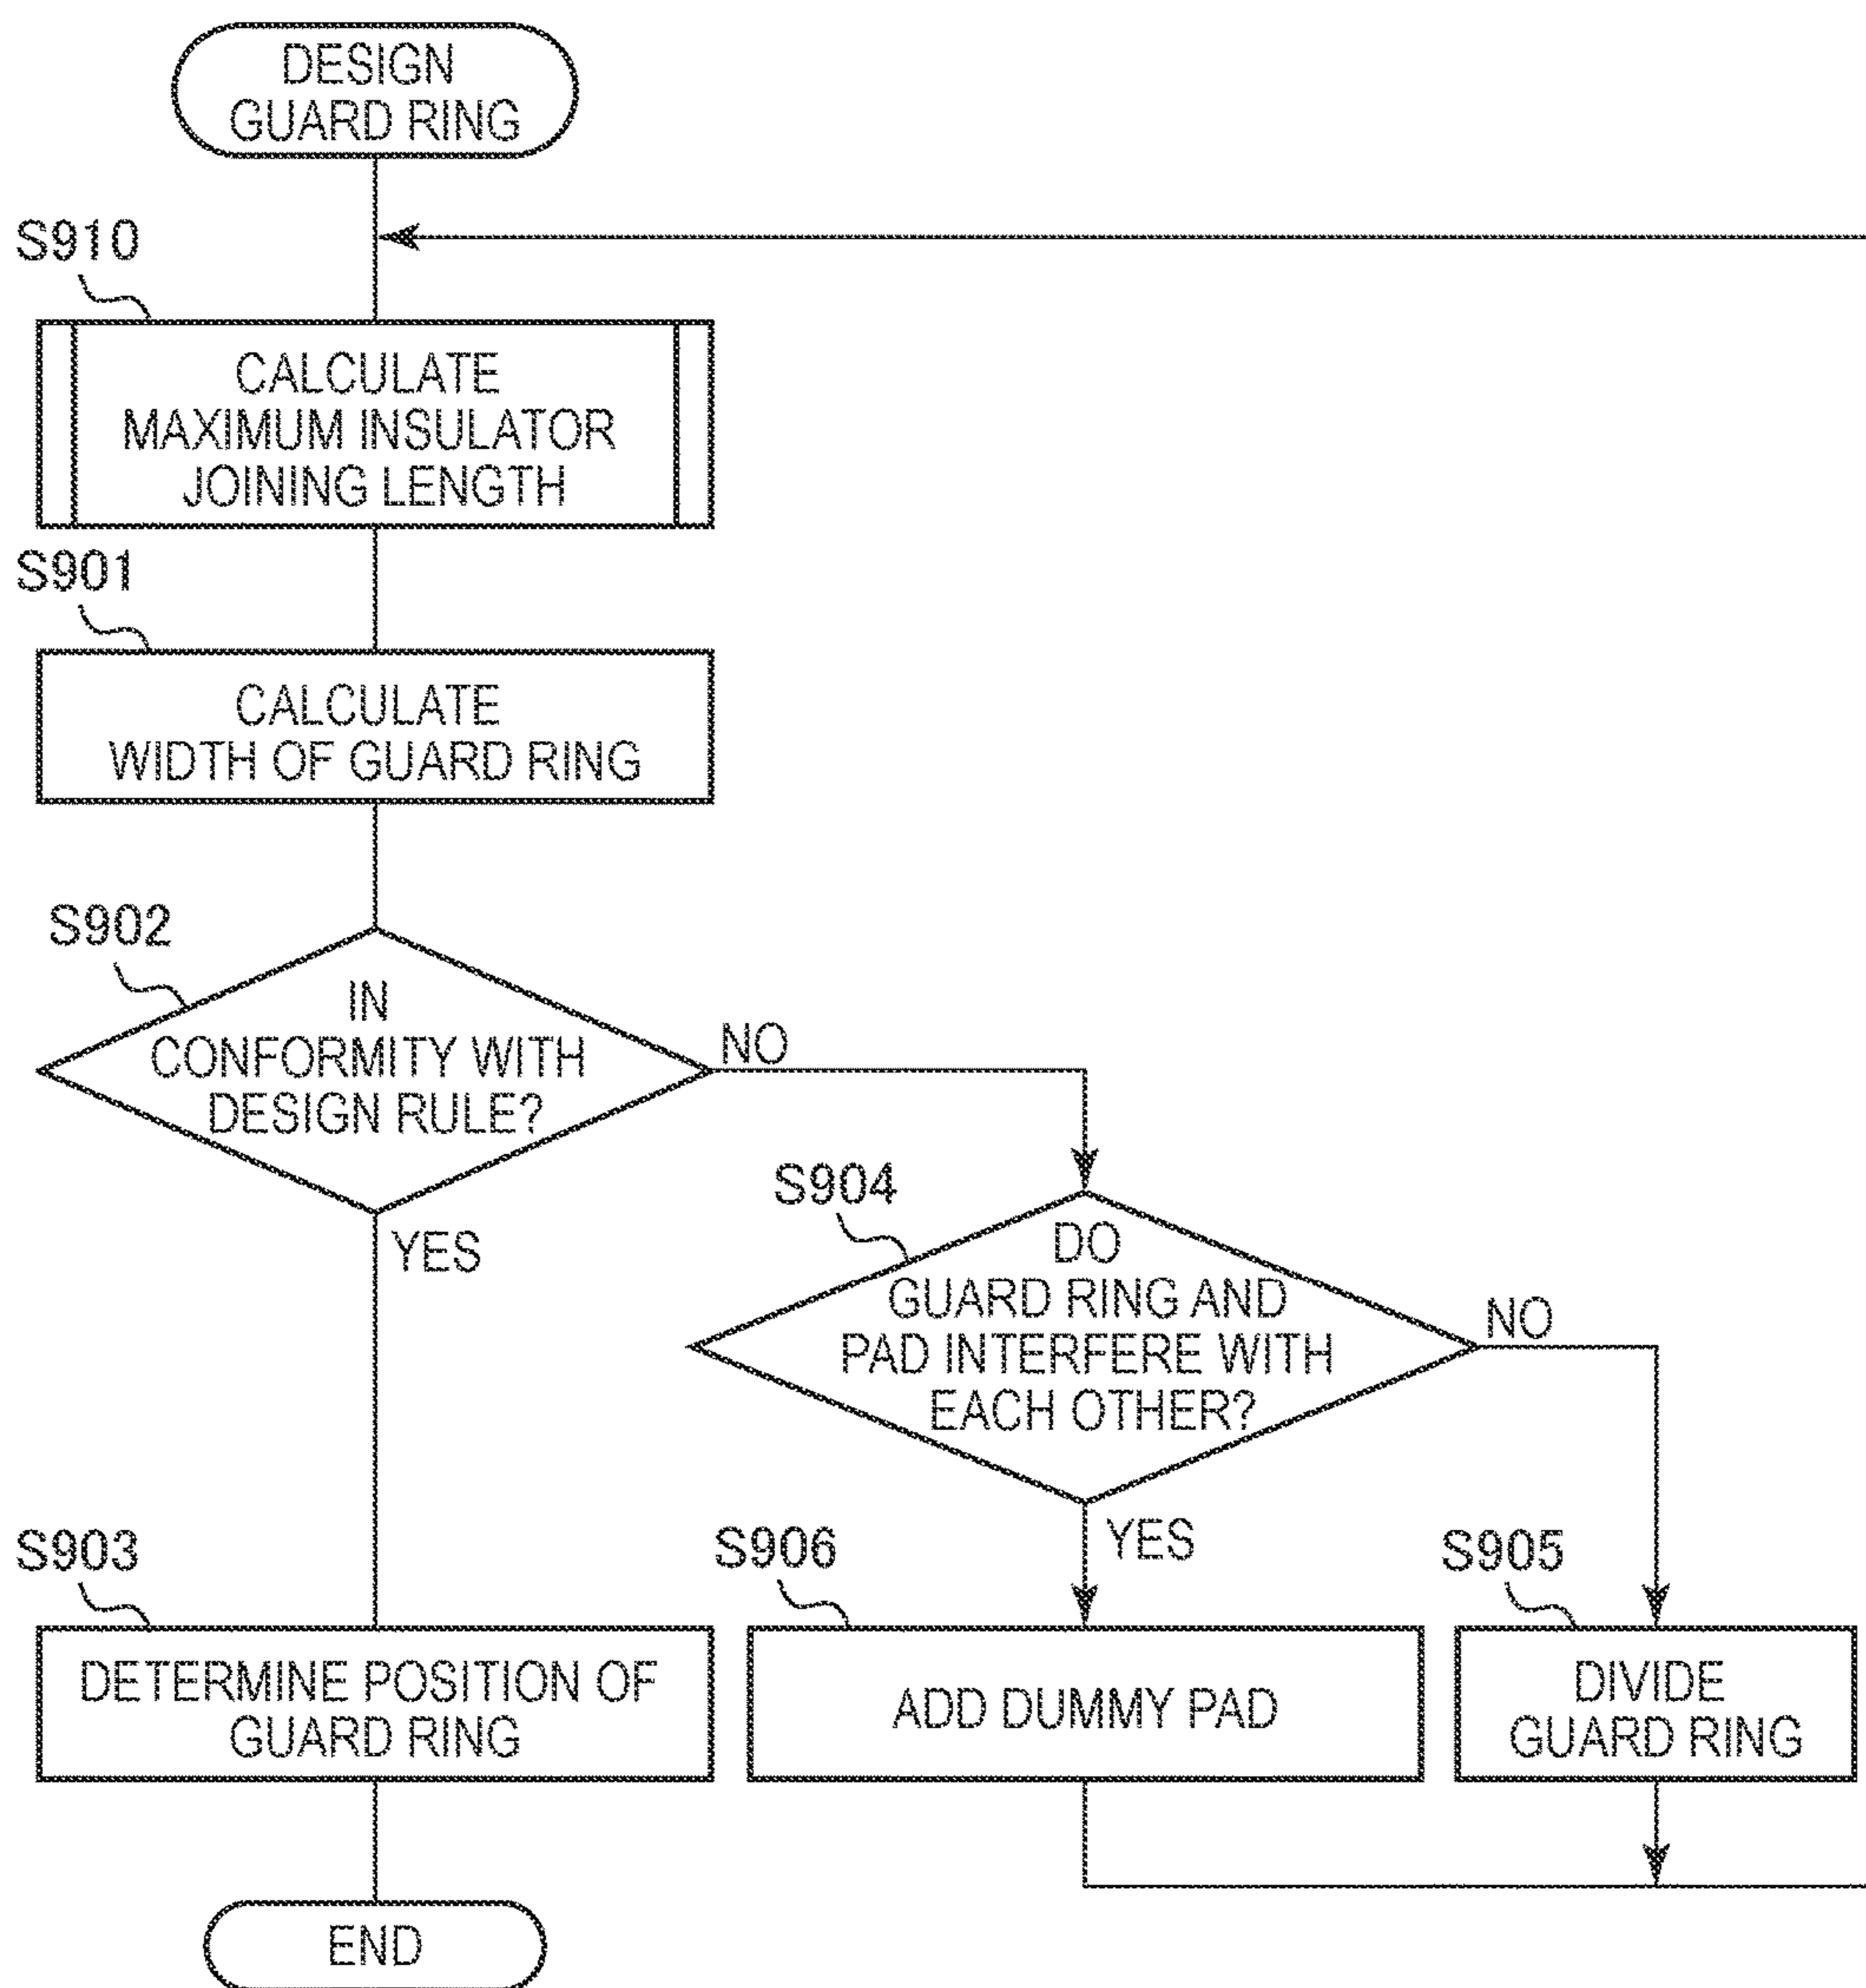 DESIGN
GUARD RING
S910
CALCULATE
MAXIMUM INSULATOR
JOINING LENGTH
S901
CALCULATE
WIDTH OF GUARD RING
S902
IN
CONFORMITY WITH
DESIGN RULE?
NO
YES
S904
DO
GUARD RING AND
PAD INTERFERE WITH
EACH OTHER?
NO
YES
S903
DETERMINE POSITION OF
GUARD RING
S906
ADD DUMMY PAD
S905
DIVIDE
GUARD RING
END